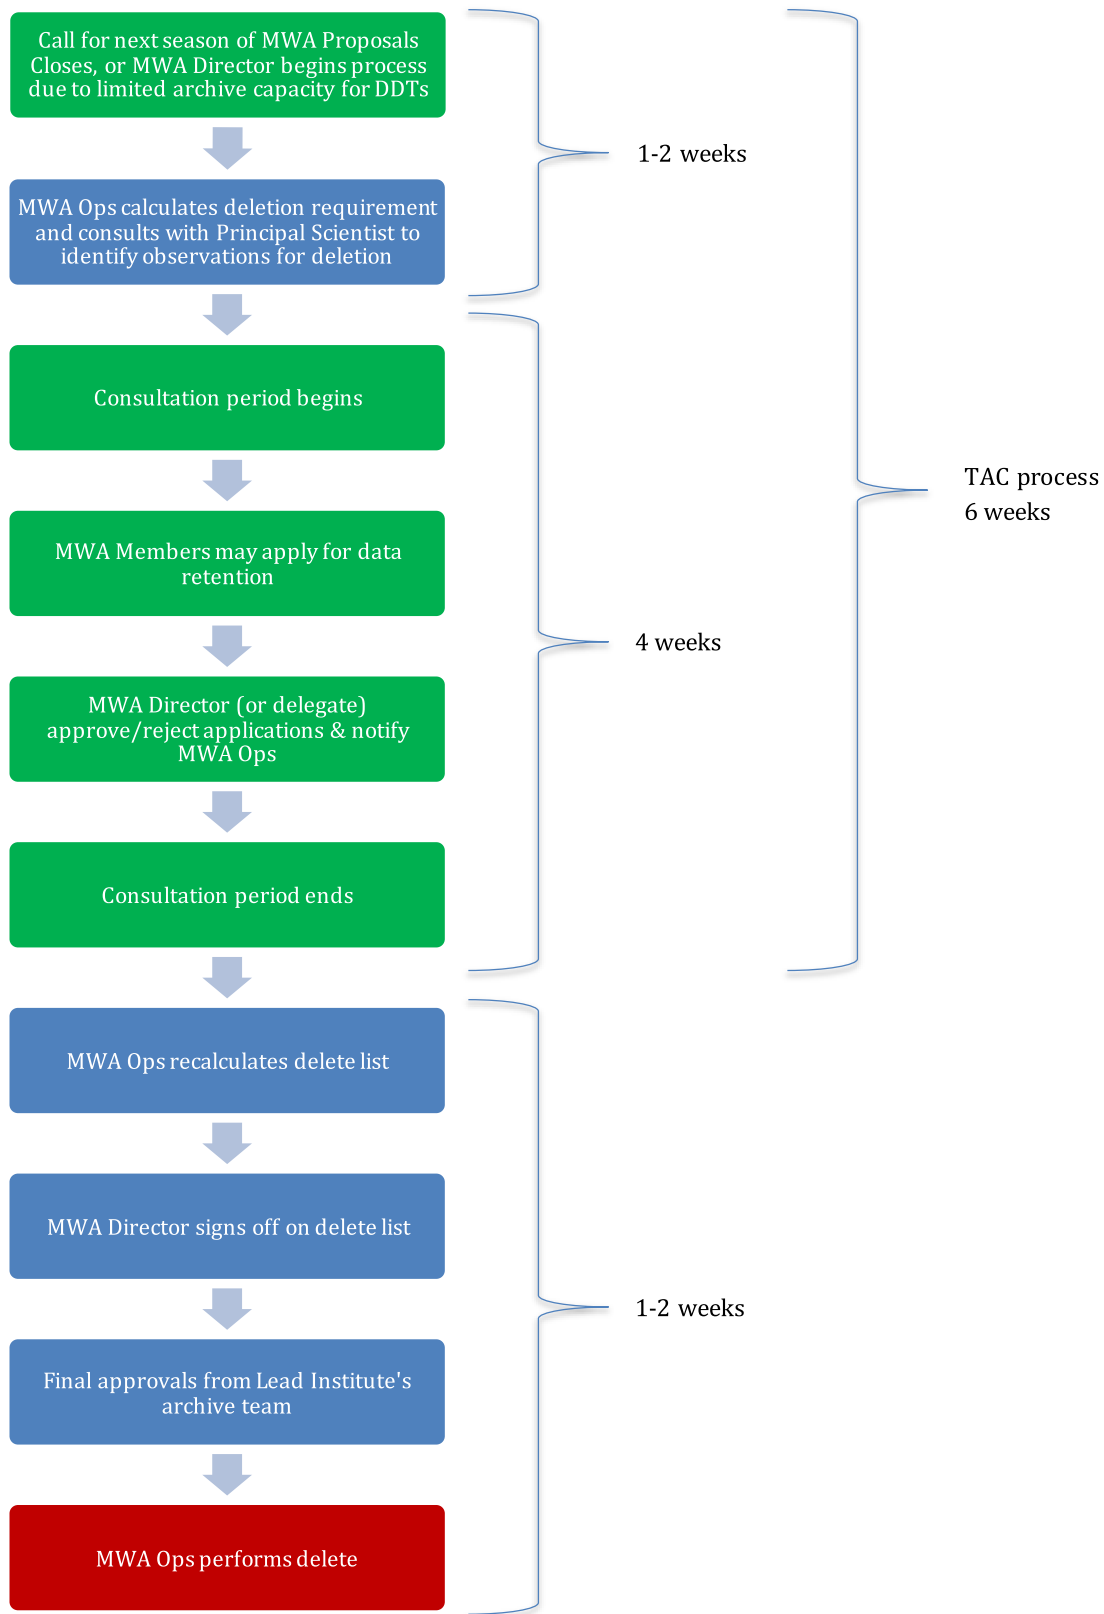 Call for next season of MWA Proposals
Closes, or MWA Director begins process
due to limited archive capacity for DDTs
1-2 weeks
MWA Ops calculates deletion requirement
and consults with Principal Scientist to
identify observations for deletion
Consultation period begins
TAC process
6 weeks
MWA Members may apply for data
retention
4 weeks
MWA Director (or delegate)
approve/reject applications & notify
MWA Ops
Consultation period ends
MWA Ops recalculates delete list
MWA Director signs off on delete list
1-2 weeks
Final approvals from Lead Institute's
archive team
MWA Ops performs delete